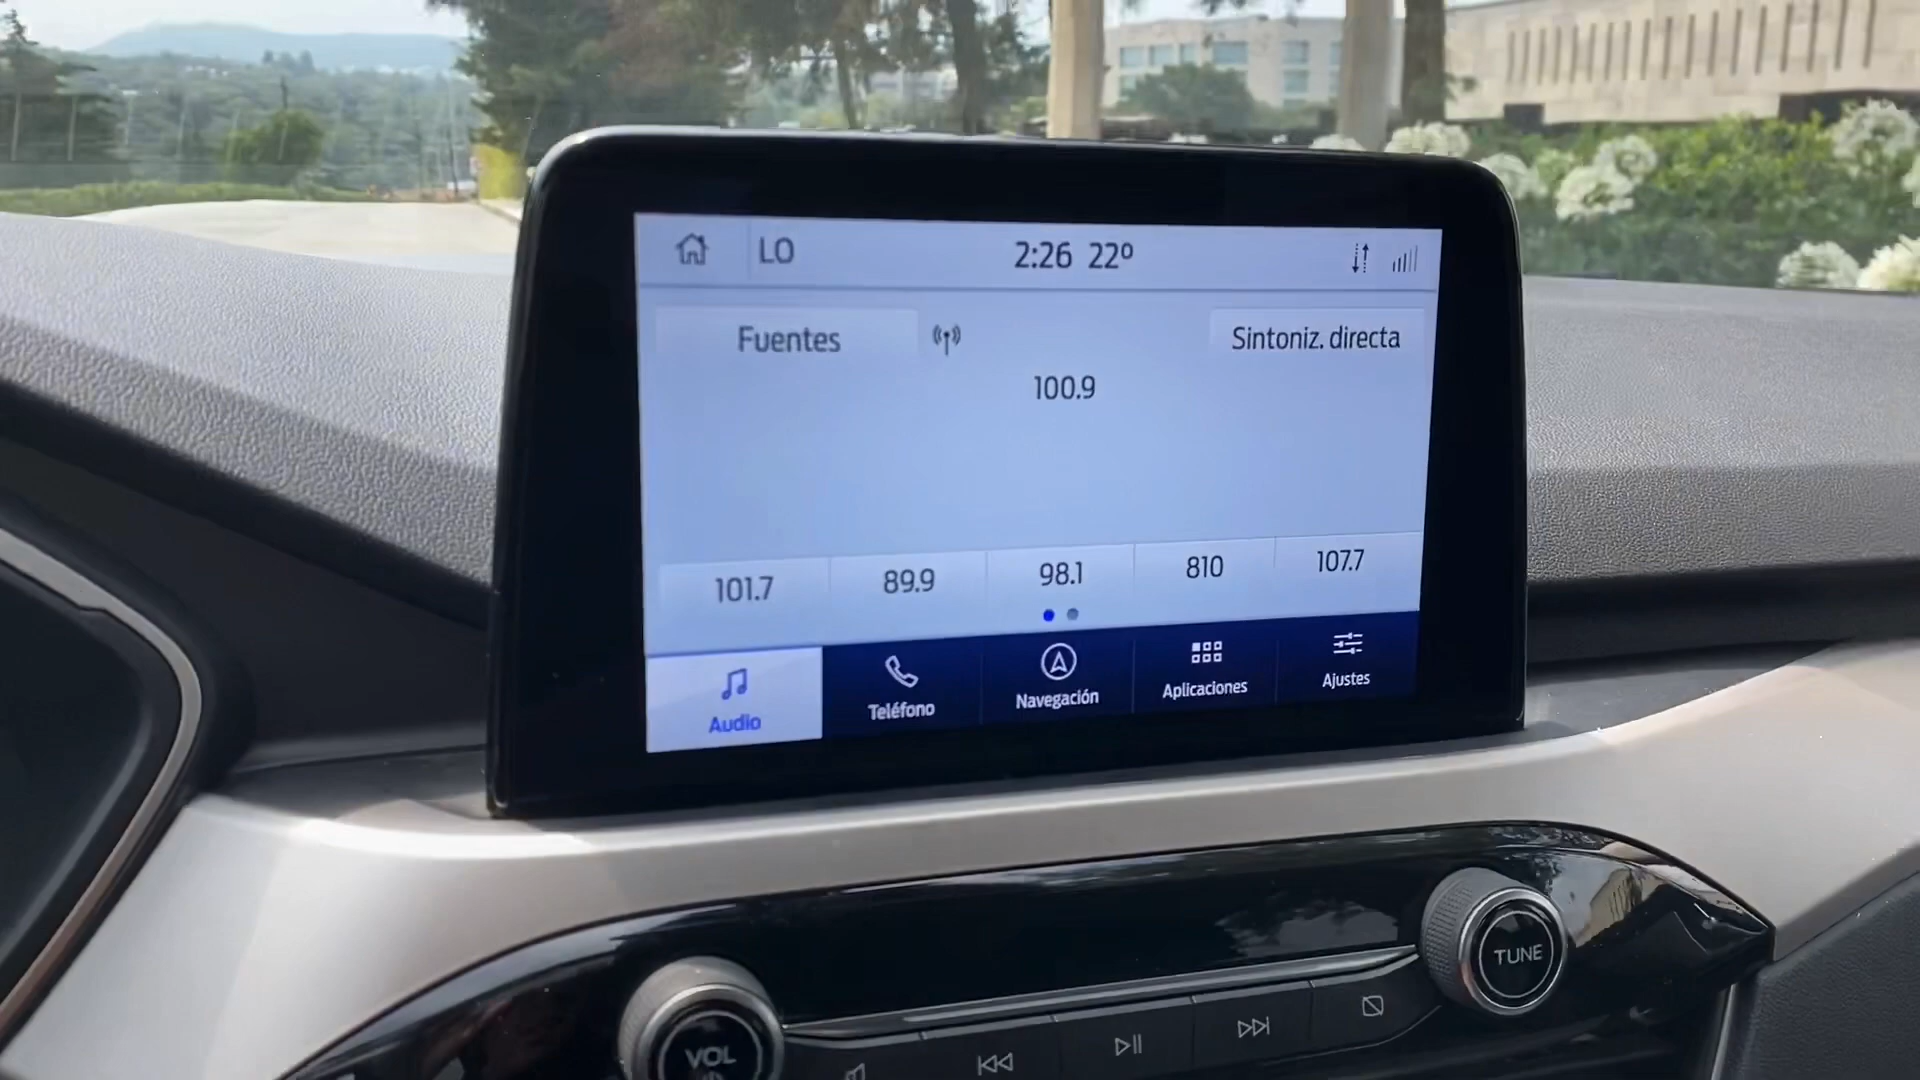 LO
2:26 22º
Fuentes
Sintoniz. directa
100.9
101.7
89.9
98.1
810
107.7
Audio
Teléfono
Navegación
Aplicaciones
Ajustes
VOL
TUNE